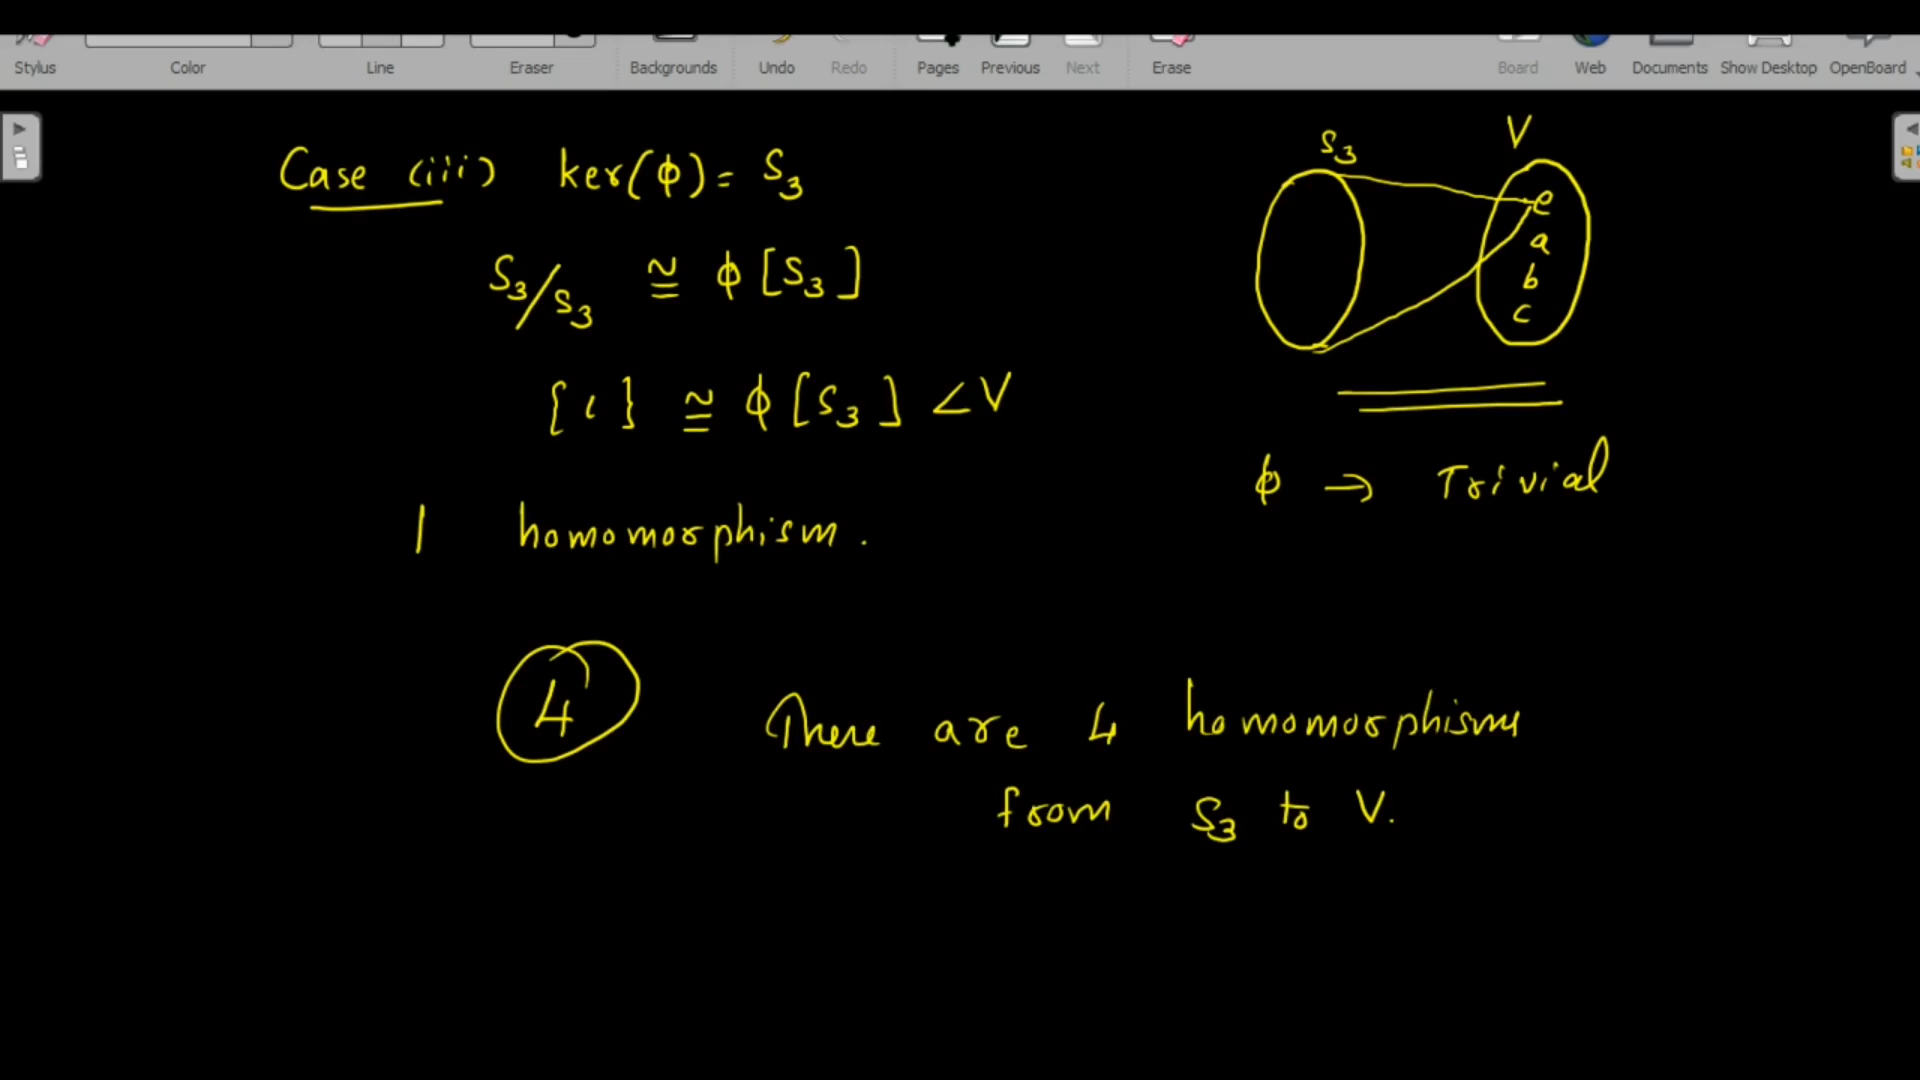 Stylus Color Line Eraser Backgrounds Undo Redo Pages Previous Next Erase Board Web Documents Show Desktop OpenBoard
Case (iii) ker(ϕ) = S₃
S₃/S₃ ≅ ϕ[S₃]
{ι} ≅ ϕ[S₃] < V
1 homomorphism.
S₃ V
e
a
b
c
ϕ → Trivial
4
There are 4 homomorphisms
from S₃ to V.